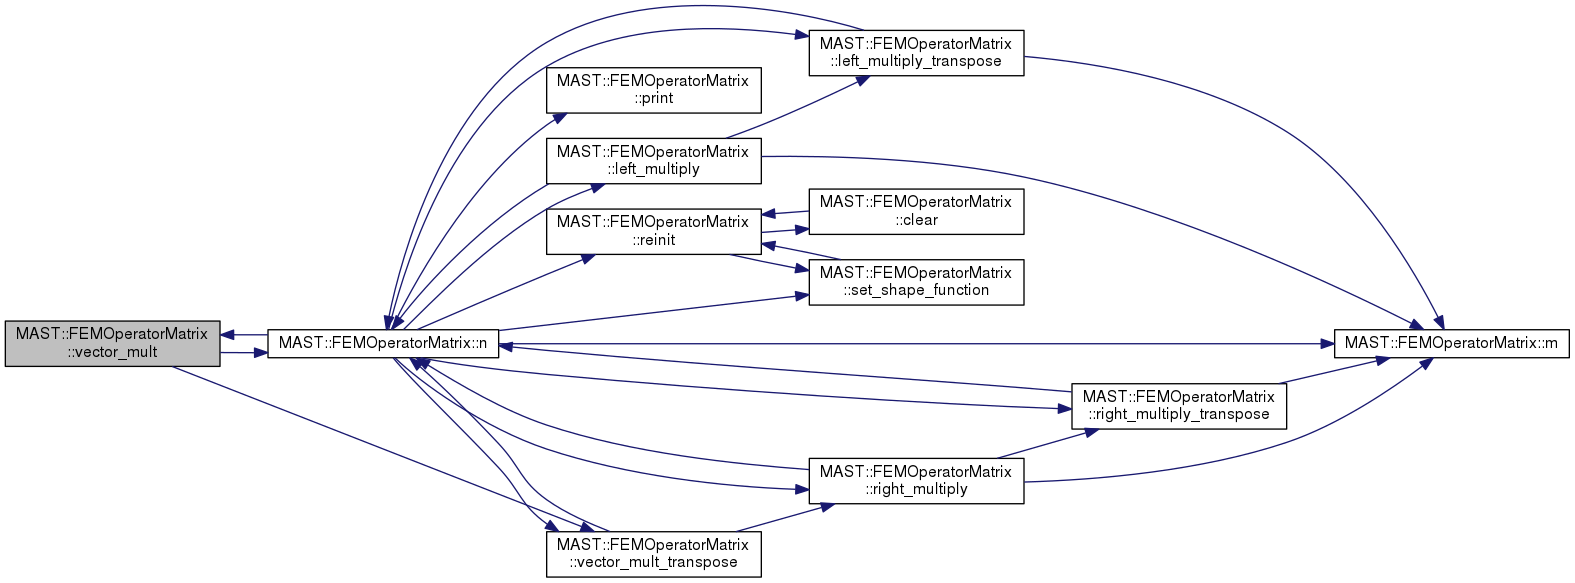 MAST::FEMOperatorMatrix
::left_multiply_transpose
MAST::FEMOperatorMatrix
::print
MAST::FEMOperatorMatrix
::left_multiply
MAST::FEMOperatorMatrix
::clear
MAST::FEMOperatorMatrix
::reinit
MAST::FEMOperatorMatrix
::set_shape_function
MAST::FEMOperatorMatrix
::vector_mult
MAST::FEMOperatorMatrix::n
MAST::FEMOperatorMatrix::m
MAST::FEMOperatorMatrix
::right_multiply_transpose
MAST::FEMOperatorMatrix
::right_multiply
MAST::FEMOperatorMatrix
::vector_mult_transpose